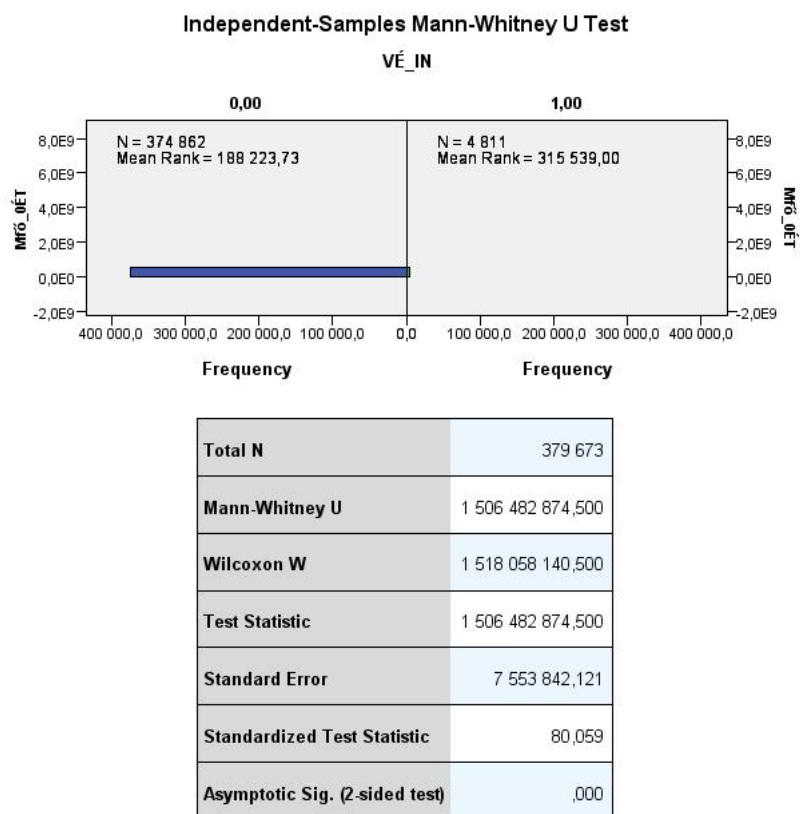 Independent-Samples Mann-Whitney U Test
VÉ_IN
0,00 1,00
N = 374 862
Mean Rank = 188 223,73
N = 4 811
Mean Rank = 315 539,00
Mfő_0ÉT
8,0E9
6,0E9
4,0E9
2,0E9
0,0E0
-2,0E9
8,0E9
6,0E9
4,0E9
2,0E9
0,0E0
-2,0E9
Mfő_0ÉT
400 000,0 300 000,0 200 000,0 100 000,0 0,0 100 000,0 200 000,0 300 000,0 400 000,0
Frequency Frequency
Total N 379 673
Mann-Whitney U 1 506 482 874,500
Wilcoxon W 1 518 058 140,500
Test Statistic 1 506 482 874,500
Standard Error 7 553 842,121
Standardized Test Statistic 80,059
Asymptotic Sig. (2-sided test) ,000